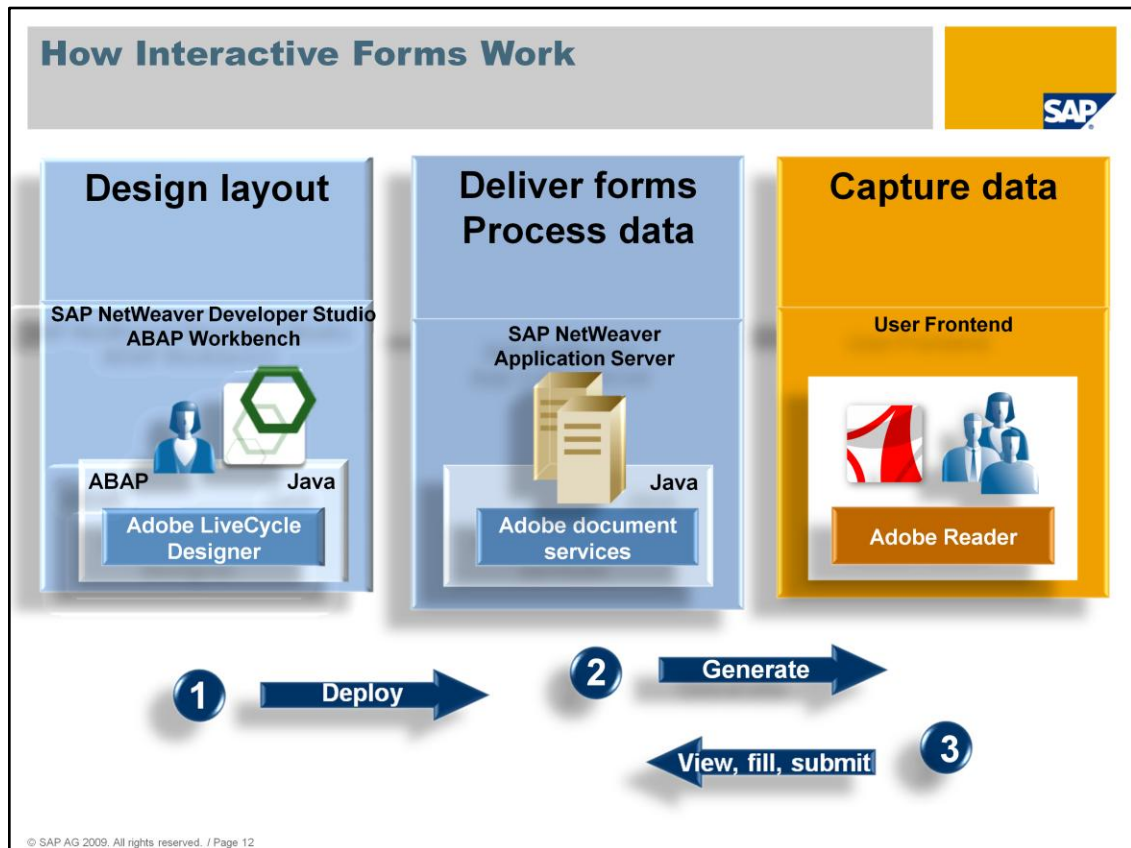 How Interactive Forms Work
SAP
®
Design layout
SAP NetWeaver Developer Studio
ABAP Workbench
ABAP
Java
Adobe LiveCycle
Designer
Deliver forms
Process data
SAP NetWeaver
Application Server
Java
Adobe document
services
Capture data
User Frontend
Adobe Reader
1
Deploy
2
Generate
View, fill, submit
3
© SAP AG 2009. All rights reserved. / Page 12